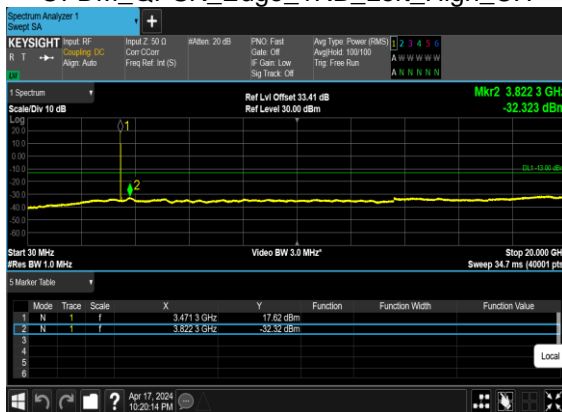 Spectrum Analyzer 1
Swept SA
KEYSIGHT Input: RF Input Z: 50 Ω #Atten: 20 dB PNO: Fast Avg Type: Power (RMS) 1 2 3 4 5 6
R T Coupling: DC Corr CCorr Gate: Off Avg|Hold: 100/100 A W W W W W
Align: Auto Freq Ref: Int (S) IF Gain: Low Trig: Free Run
LXI Sig Track: Off A N N N N N
1 Spectrum Ref Lvl Offset 33.41 dB Mkr2 3.822 3 GHz
Scale/Div 10 dB Ref Level 30.00 dBm -32.323 dBm
Log
20.0
10.0
0.00
-10.0
-20.0
-30.0
-40.0
-50.0
-60.0
1
2
DL1 -13.00 dBm
Start 30 MHz Video BW 3.0 MHz* Stop 20.000 GHz
#Res BW 1.0 MHz Sweep 34.7 ms (40001 pts)
5 Marker Table
Mode Trace Scale X Y Function Function Width Function Value
1 N 1 f 3.471 3 GHz 17.62 dBm
2 N 1 f 3.822 3 GHz -32.32 dBm
3
4
5
6
Local
? Apr 17, 2024
10:20:14 PM